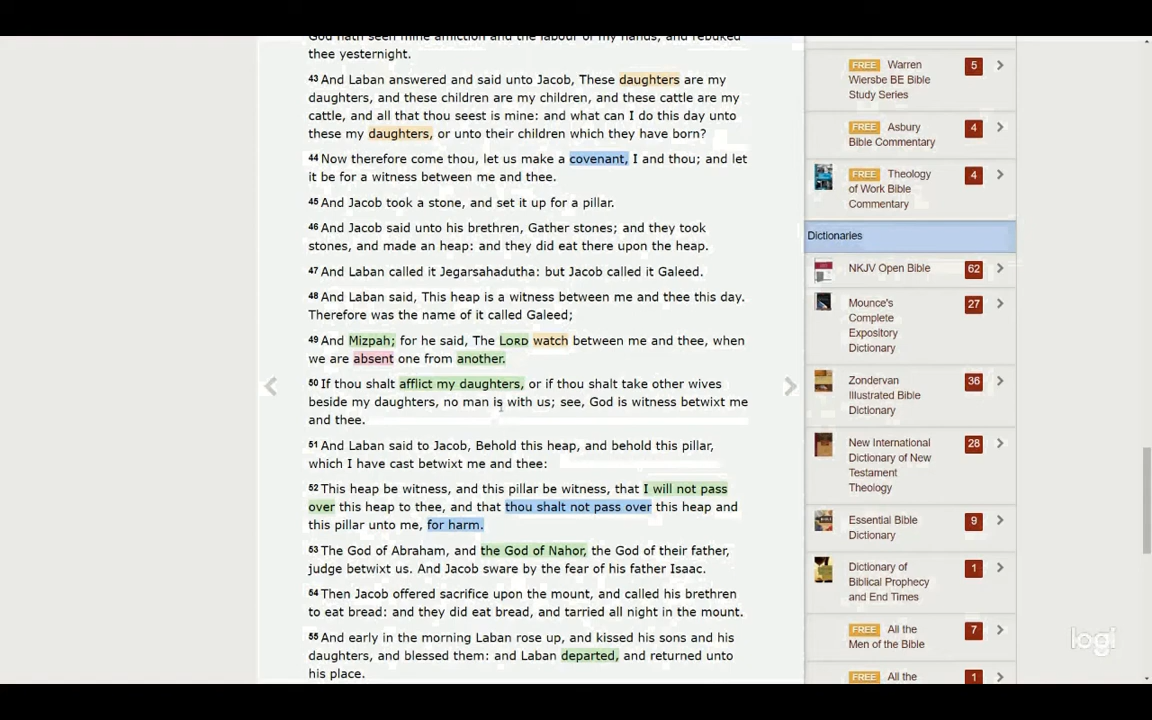 God hath seen mine affliction and the labour of my hands, and rebuked
thee yesternight.
43 And Laban answered and said unto Jacob, These daughters are my
daughters, and these children are my children, and these cattle are my
cattle, and all that thou seest is mine: and what can I do this day unto
these my daughters, or unto their children which they have born?
44 Now therefore come thou, let us make a covenant, I and thou; and let
it be for a witness between me and thee.
45 And Jacob took a stone, and set it up for a pillar.
46 And Jacob said unto his brethren, Gather stones; and they took
stones, and made an heap: and they did eat there upon the heap.
47 And Laban called it Jegarsahadutha: but Jacob called it Galeed.
48 And Laban said, This heap is a witness between me and thee this day.
Therefore was the name of it called Galeed;
49 And Mizpah; for he said, The LORD watch between me and thee, when
we are absent one from another.
50 If thou shalt afflict my daughters, or if thou shalt take other wives
beside my daughters, no man is with us; see, God is witness betwixt me
and thee.
51 And Laban said to Jacob, Behold this heap, and behold this pillar,
which I have cast betwixt me and thee:
52 This heap be witness, and this pillar be witness, that I will not pass
over this heap to thee, and that thou shalt not pass over this heap and
this pillar unto me, for harm.
53 The God of Abraham, and the God of Nahor, the God of their father,
judge betwixt us. And Jacob sware by the fear of his father Isaac.
54 Then Jacob offered sacrifice upon the mount, and called his brethren
to eat bread: and they did eat bread, and tarried all night in the mount.
55 And early in the morning Laban rose up, and kissed his sons and his
daughters, and blessed them: and Laban departed, and returned unto
his place.
FREE Warren 5
Wiersbe BE Bible
Study Series
FREE Asbury 4
Bible Commentary
FREE Theology 4
of Work Bible
Commentary
Dictionaries
NKJV Open Bible 62
Mounce's 27
Complete
Expository
Dictionary
Zondervan 36
Illustrated Bible
Dictionary
New International 28
Dictionary of New
Testament
Theology
Essential Bible 9
Dictionary
Dictionary of 1
Biblical Prophecy
and End Times
FREE All the 7
Men of the Bible
FREE All the 1
logi